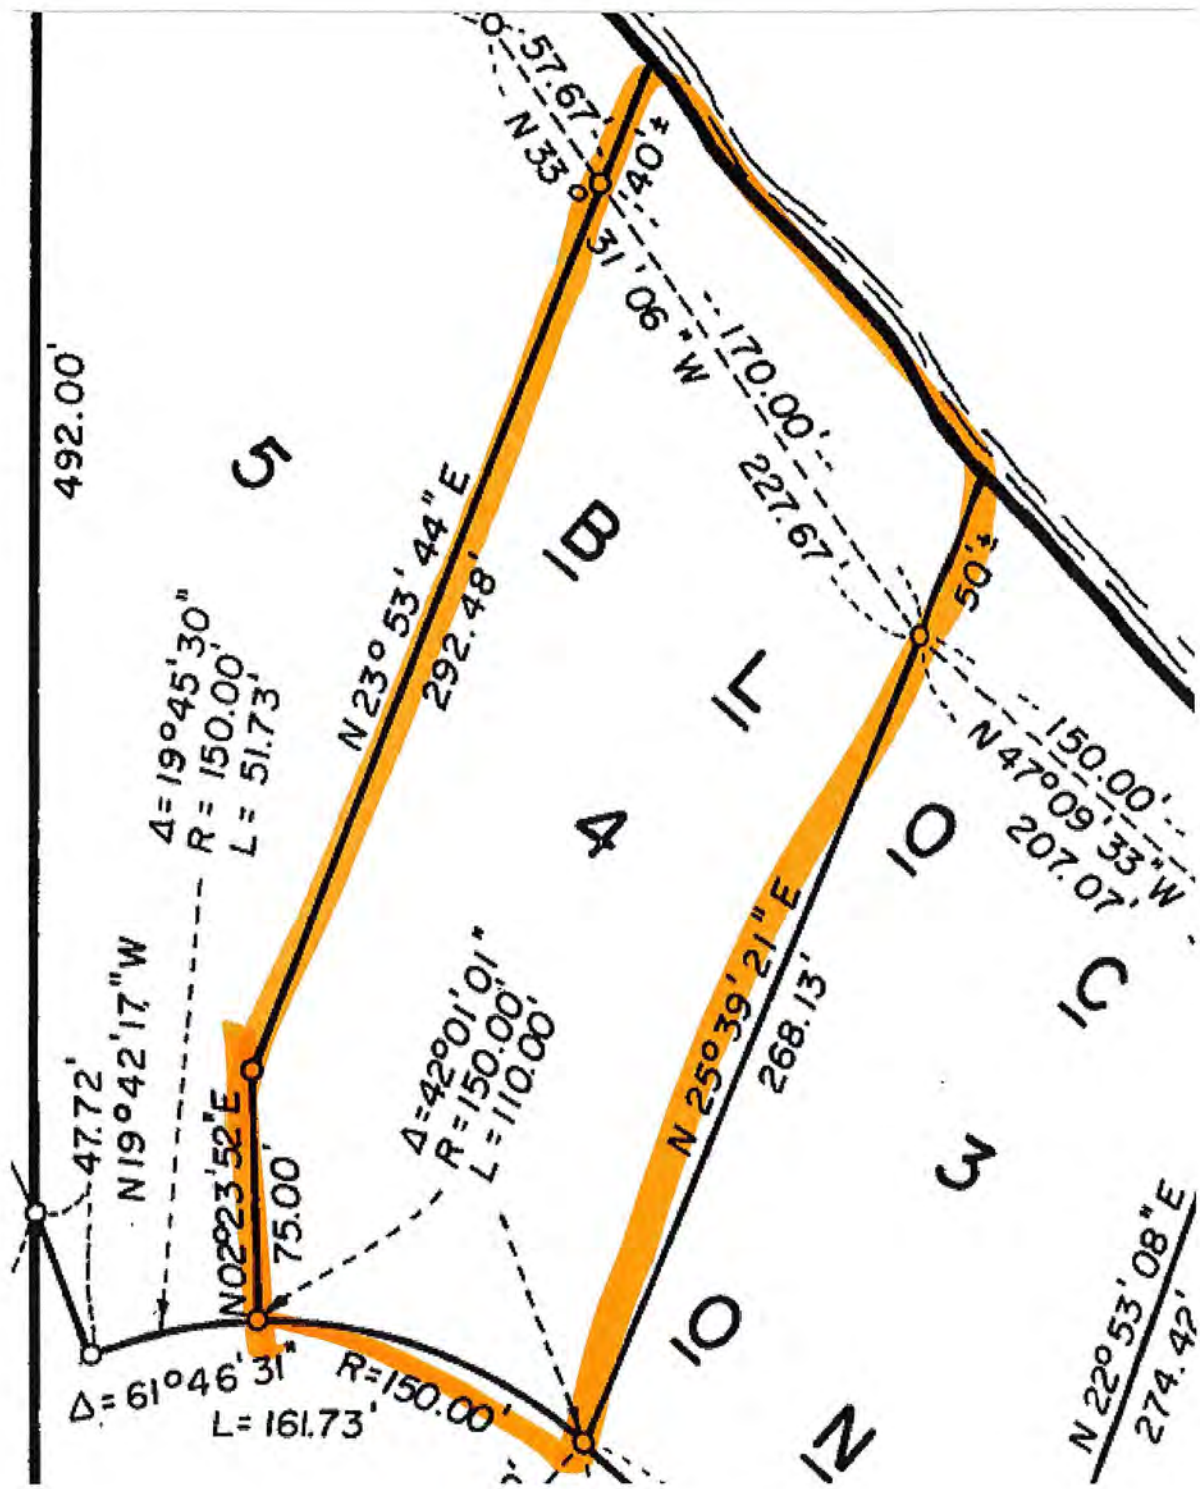 57.67'
N 33° 31' 06" W
40'±
492.00'
170.00'
227.67'
5
B
N 23° 53' 44" E
292.48'
50'±
L
Δ= 19°45'30"
R = 150.00'
L = 51.73'
150.00'
N 47°09'33"W
207.07'
4
O
N 25°39'21" E
268.13'
C
47.72'
N19°42'17"W
Δ=42°01'01"
R=150.00'
L=110.00'
N02°23'52"E
75.00'
3
O
N 22° 53' 08" E
274.42'
Δ=61°46'31"
R=150.00'
L=161.73'
N